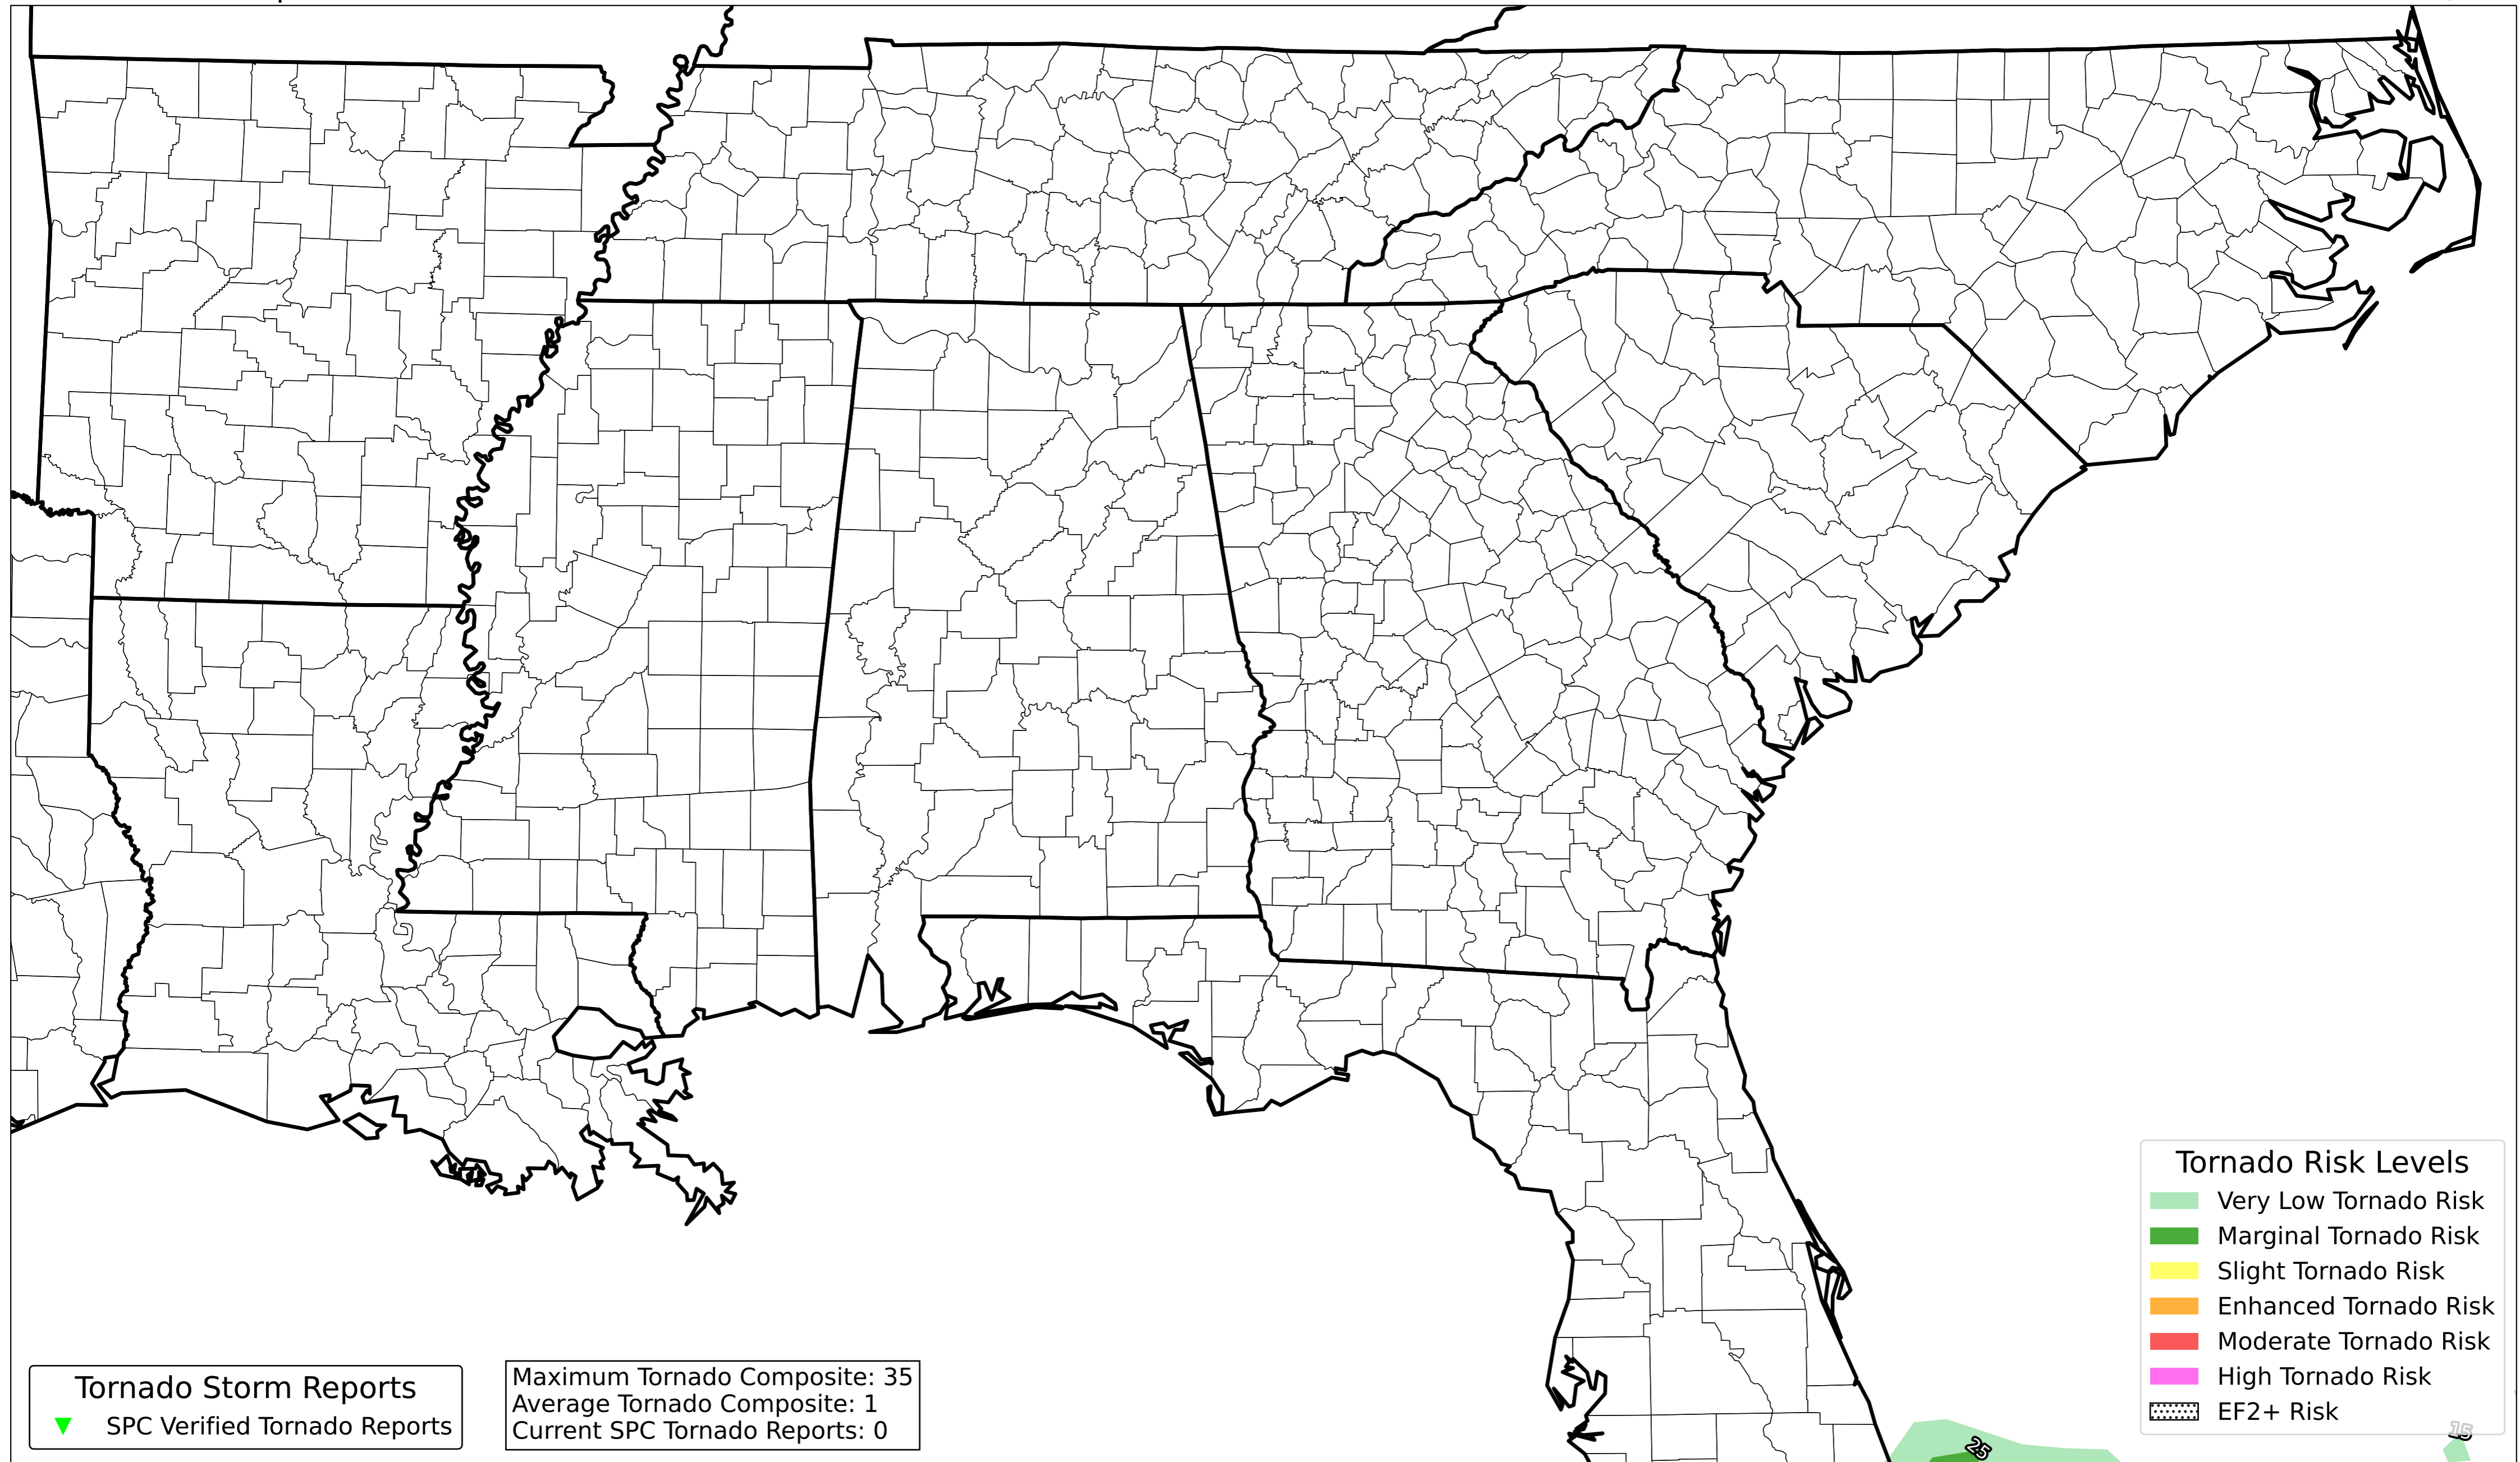 Tornado Risk Levels
Very Low Tornado Risk
Marginal Tornado Risk
Slight Tornado Risk
Enhanced Tornado Risk
Moderate Tornado Risk
High Tornado Risk
EF2+ Risk
Tornado Storm Reports
SPC Verified Tornado Reports
Maximum Tornado Composite: 35
Average Tornado Composite: 1
Current SPC Tornado Reports: 0
25
15